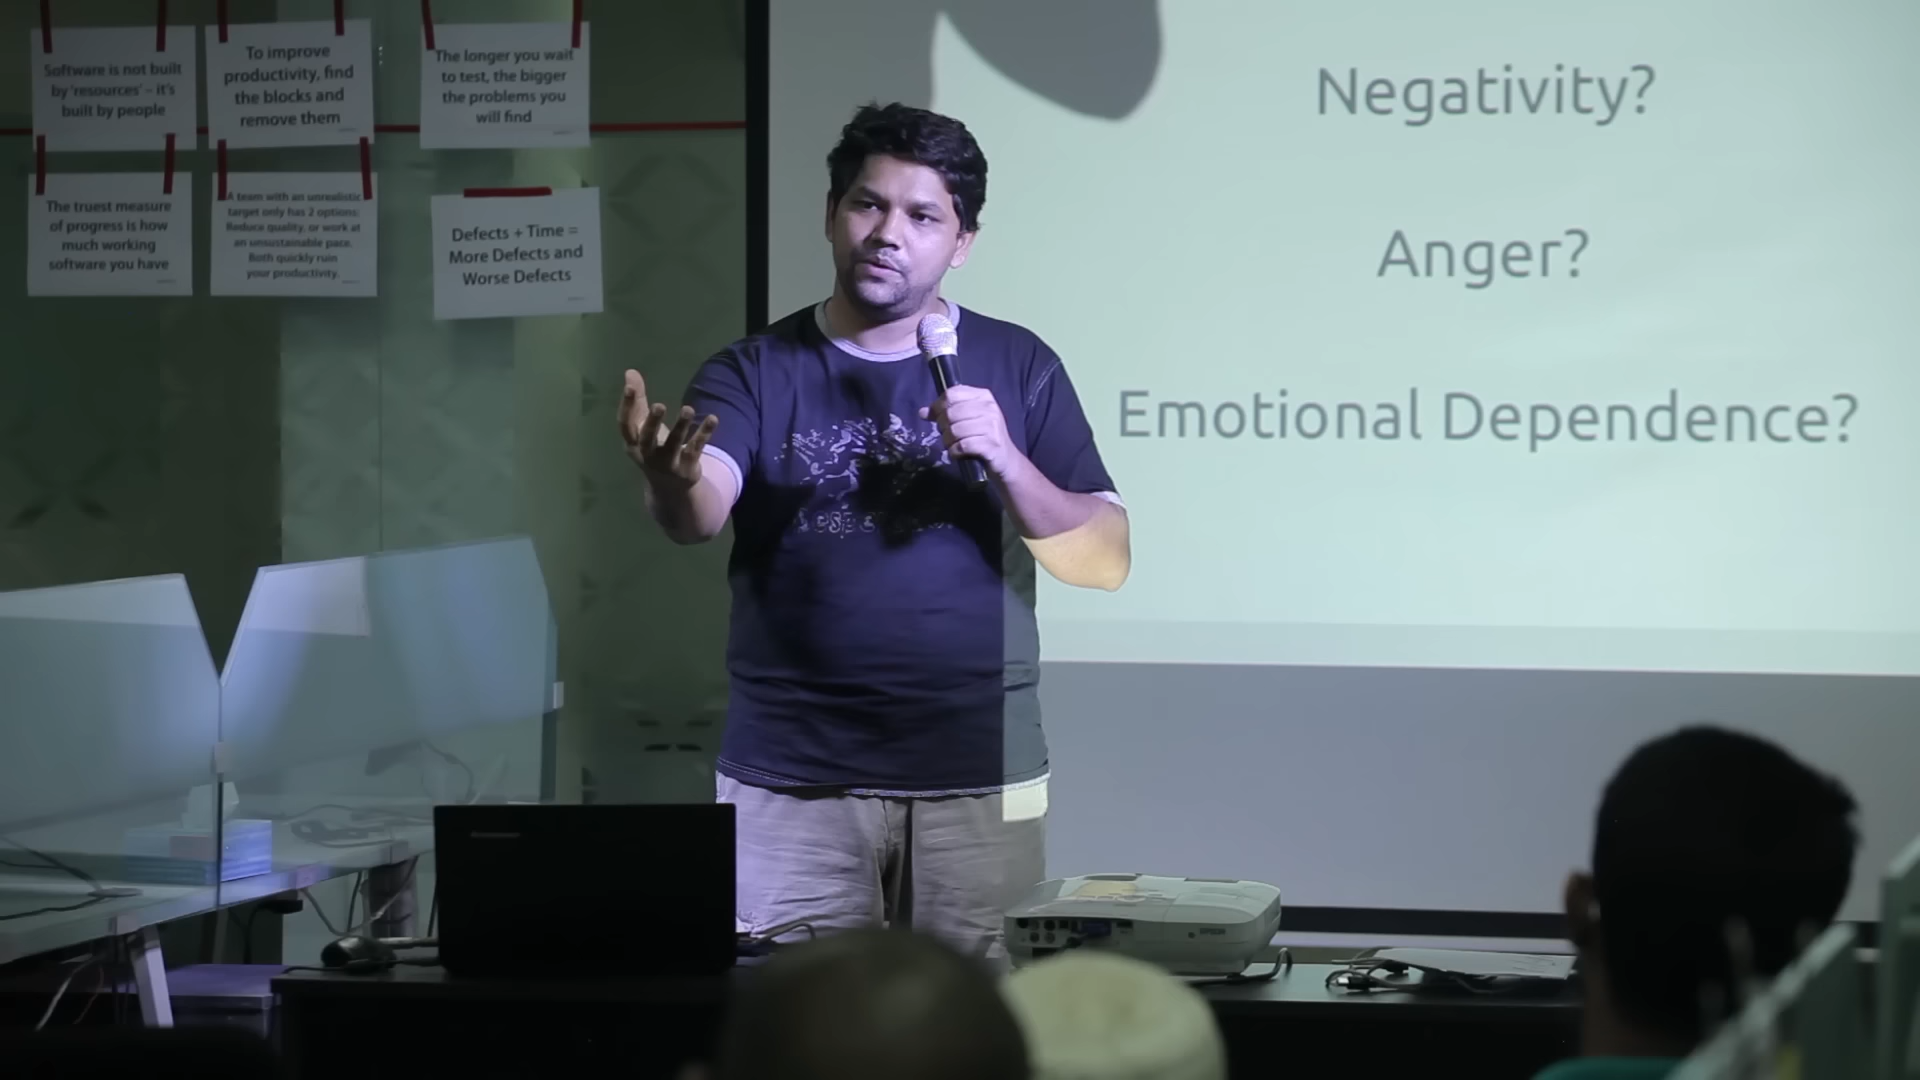 Software is not built
by 'resources' – it's
built by people
To improve
productivity, find
the blocks and
remove them
The longer you wait
to test, the bigger
the problems you
will find
The truest measure
of progress is how
much working
software you have
A team with an unrealistic
target only has 2 options:
Reduce quality, or work at
an unsustainable pace.
Both quickly ruin
your productivity.
Defects + Time =
More Defects and
Worse Defects
Negativity?
Anger?
Emotional Dependence?
EPSON